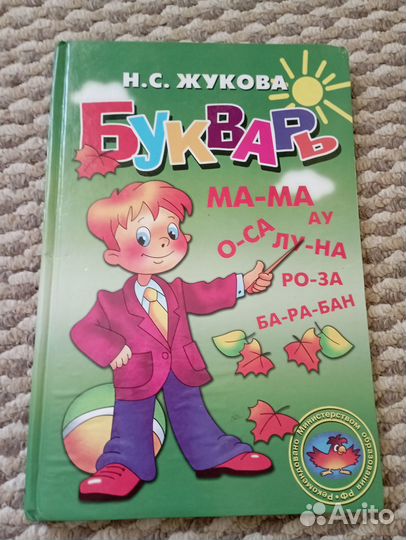 Н.С. ЖУКОВА
БУКВАРЬ
МА-МА
АУ
О-СА
ЛУ-НА
РО-ЗА
БА-РА-БАН
Рекомендовано Министерством образования РФ
Avito